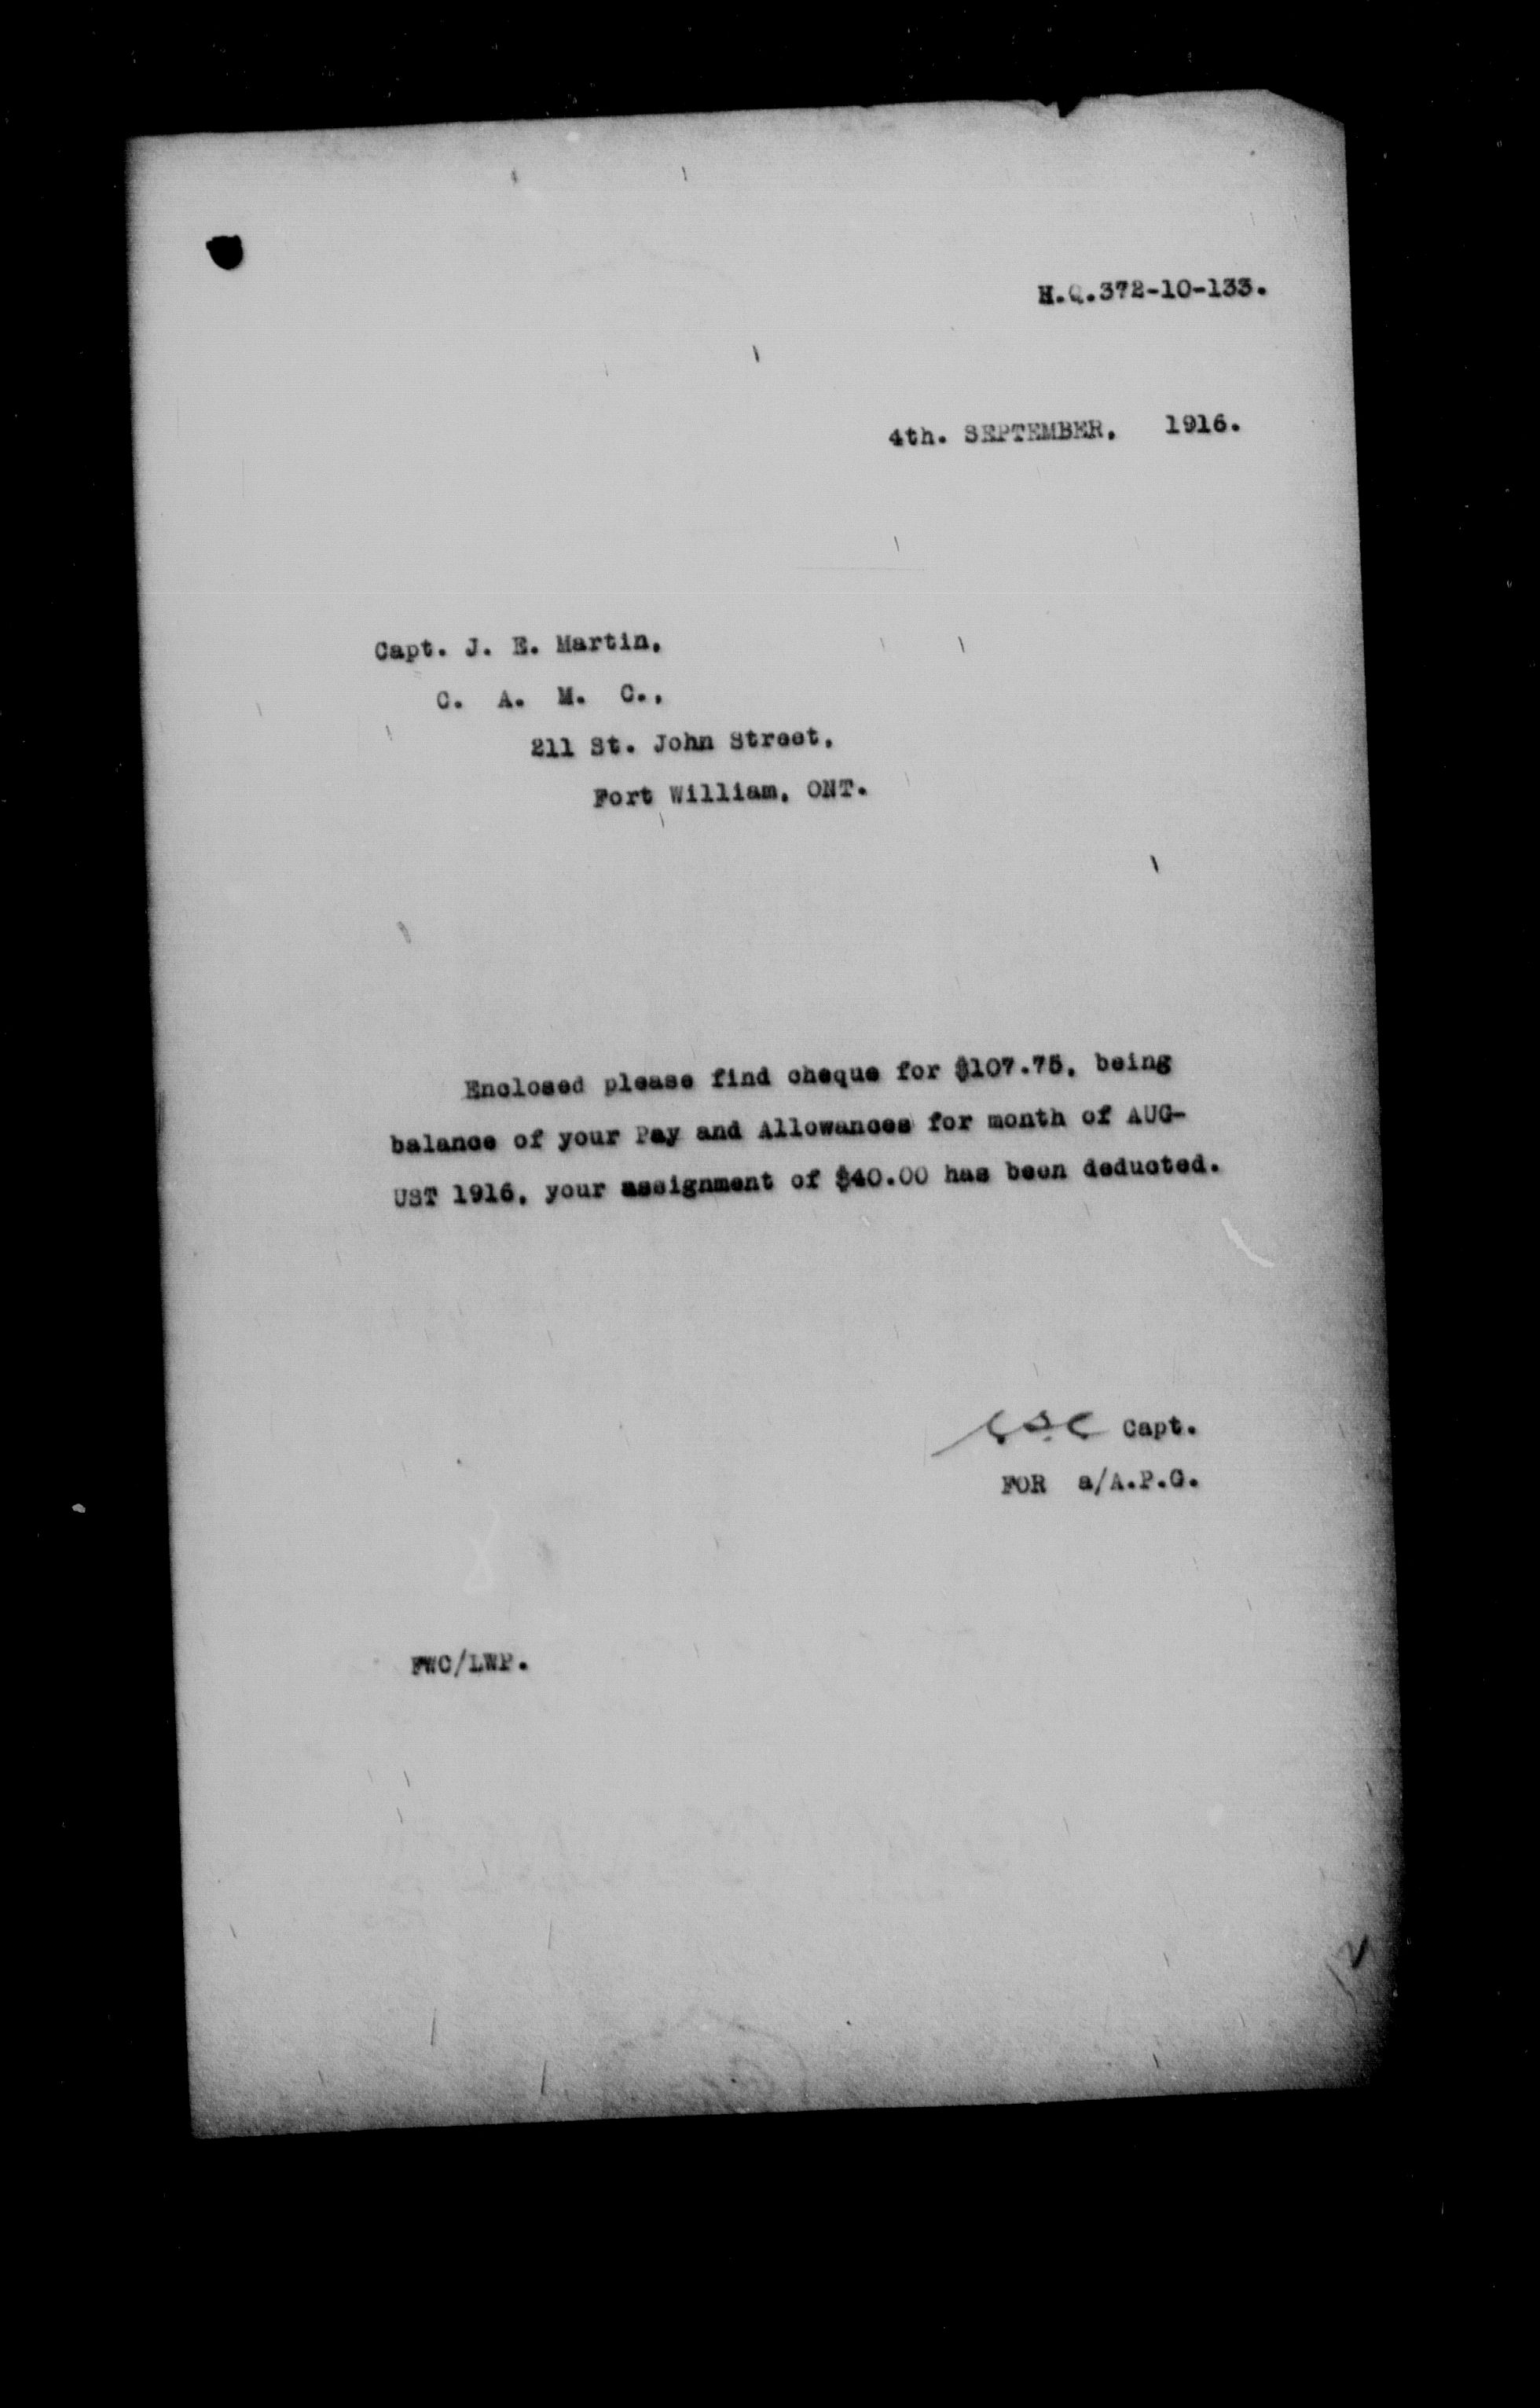 H.Q.372-10-133.
4th. SEPTEMBER, 1916.
Capt. J. E. Martin,
C. A. M. C.,
211 St. John Street,
Fort William, ONT.
Enclosed please find cheque for $107.75, being
balance of your Pay and Allowances for month of AUG-
UST 1916, your assignment of $40.00 has been deducted.
Capt.
FOR a/A.P.G.
FWC/LWP.